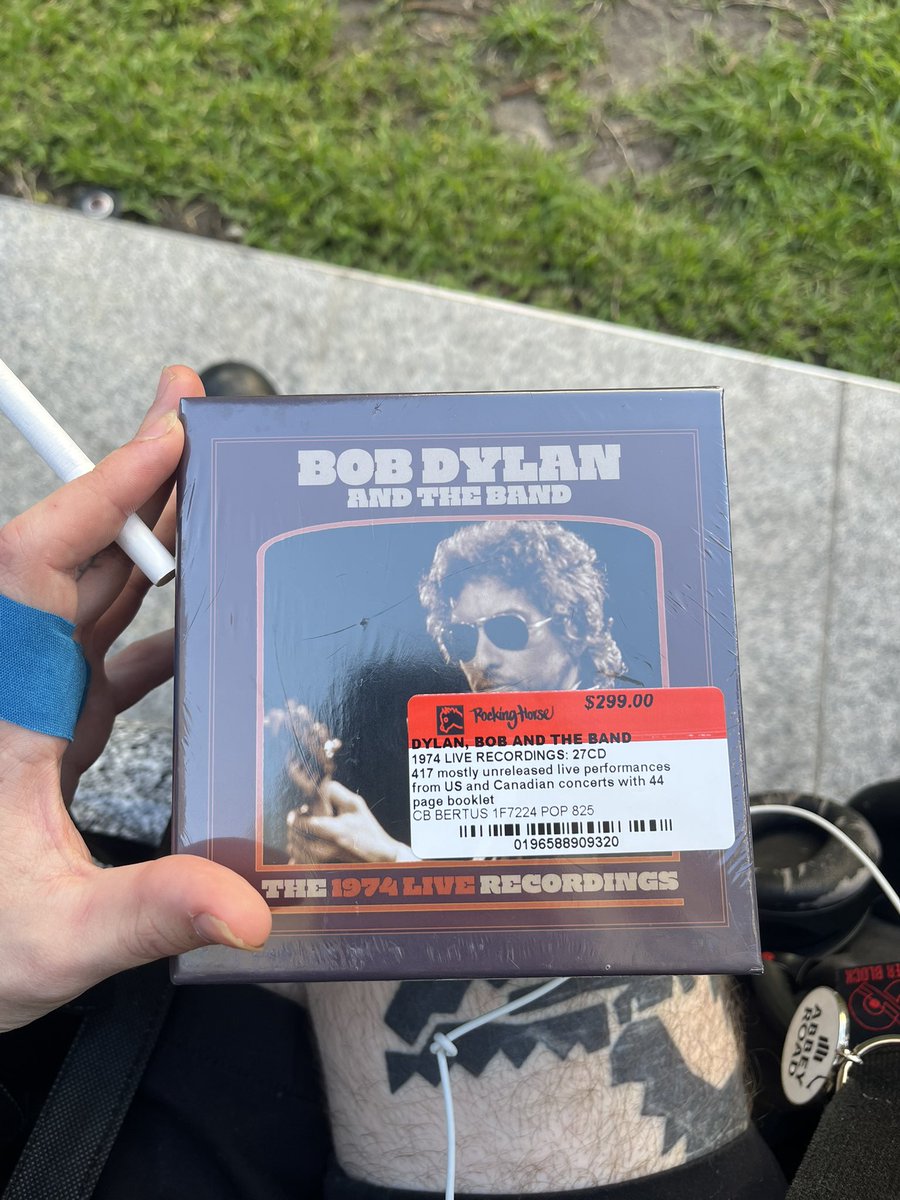 BOB DYLAN
AND THE BAND
Rocking Horse
$299.00
DYLAN, BOB AND THE BAND
1974 LIVE RECORDINGS: 27CD
417 mostly unreleased live performances
from US and Canadian concerts with 44
page booklet
CB BERTUS 1F7224 POP 825
0196588909320
THE 1974 LIVE RECORDINGS
ER BLOCK
ABBEY
ROAD